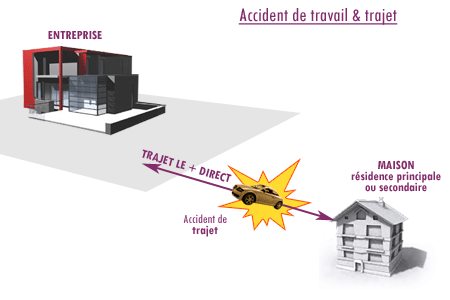 Accident de travail & trajet
ENTREPRISE
TRAJET LE + DIRECT
MAISON
résidence principale
ou secondaire
Accident de
trajet